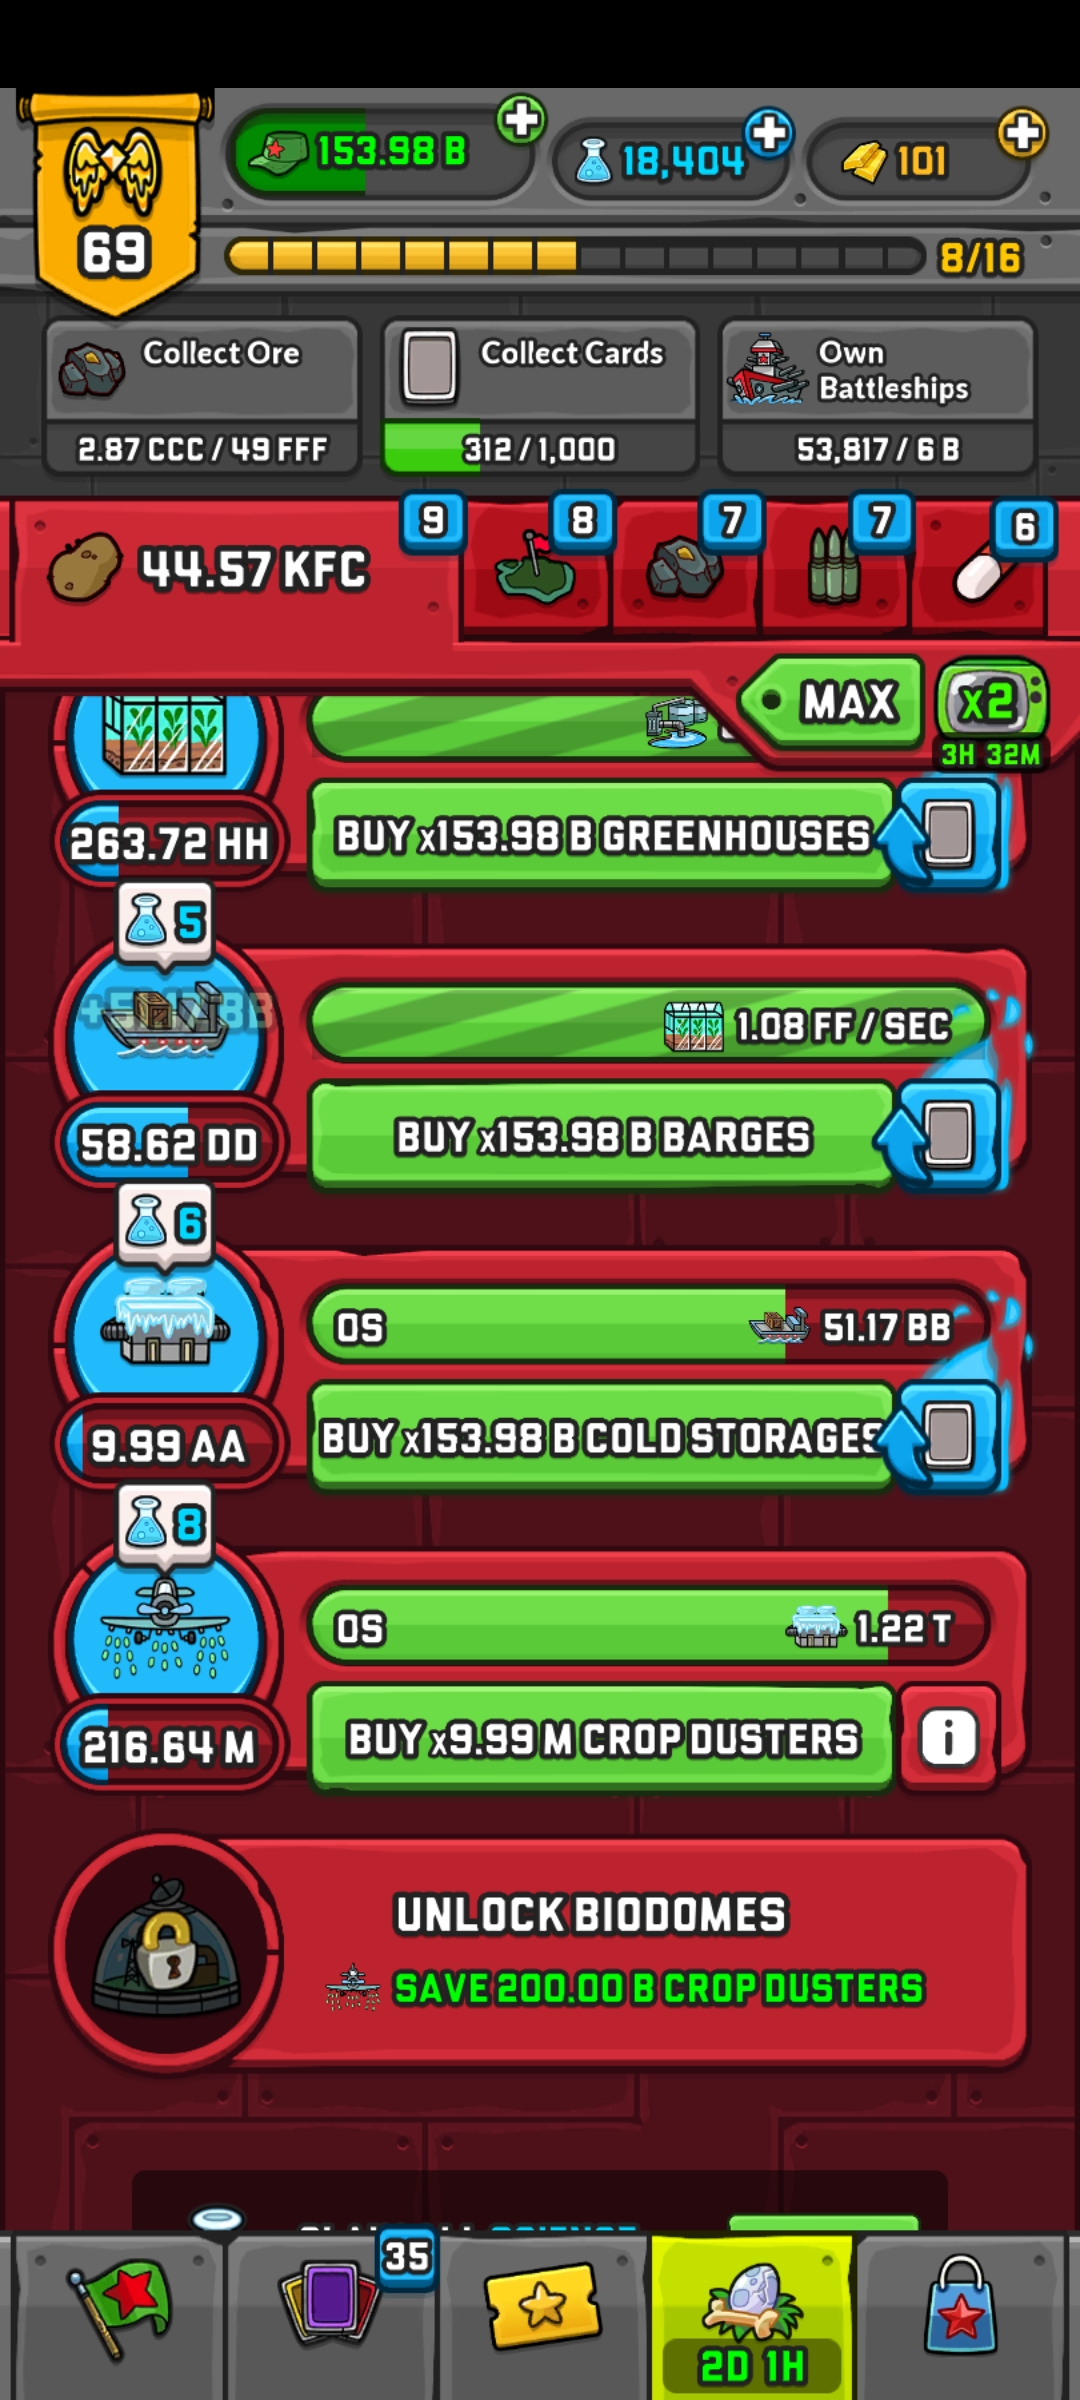 153.98 B
18,404
101
69
8/16
Collect Ore
2.87 CCC / 49 FFF
Collect Cards
312 / 1,000
Own
Battleships
53,817 / 6 B
44.57 KFC
9
8
7
7
6
MAX
x2
3H 32M
263.72 HH
BUY x153.98 B GREENHOUSES
5
1.08 FF / SEC
58.62 DD
BUY x153.98 B BARGES
6
0S
51.17 BB
9.99 AA
BUY x153.98 B COLD STORAGES
8
0S
1.22 T
216.64 M
BUY x9.99 M CROP DUSTERS
i
UNLOCK BIODOMES
SAVE 200.00 B CROP DUSTERS
35
2D 1H